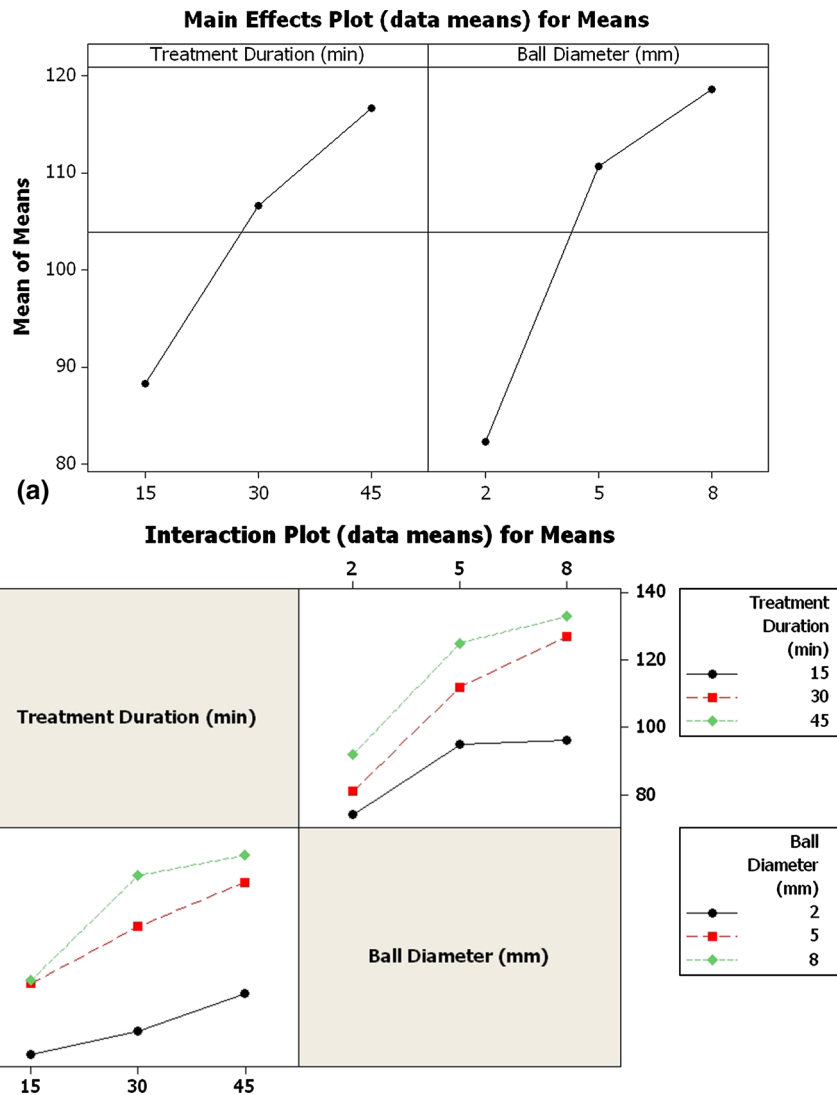 Main Effects Plot (data means) for Means
Treatment Duration (min) Ball Diameter (mm)
Mean of Means
120
110
100
90
80
(a)
15 30 45 2 5 8
Interaction Plot (data means) for Means
2 5 8
Treatment Duration (min)
140
120
100
80
Treatment
Duration
(min)
15
30
45
Ball Diameter (mm)
Ball
Diameter
(mm)
2
5
8
15 30 45